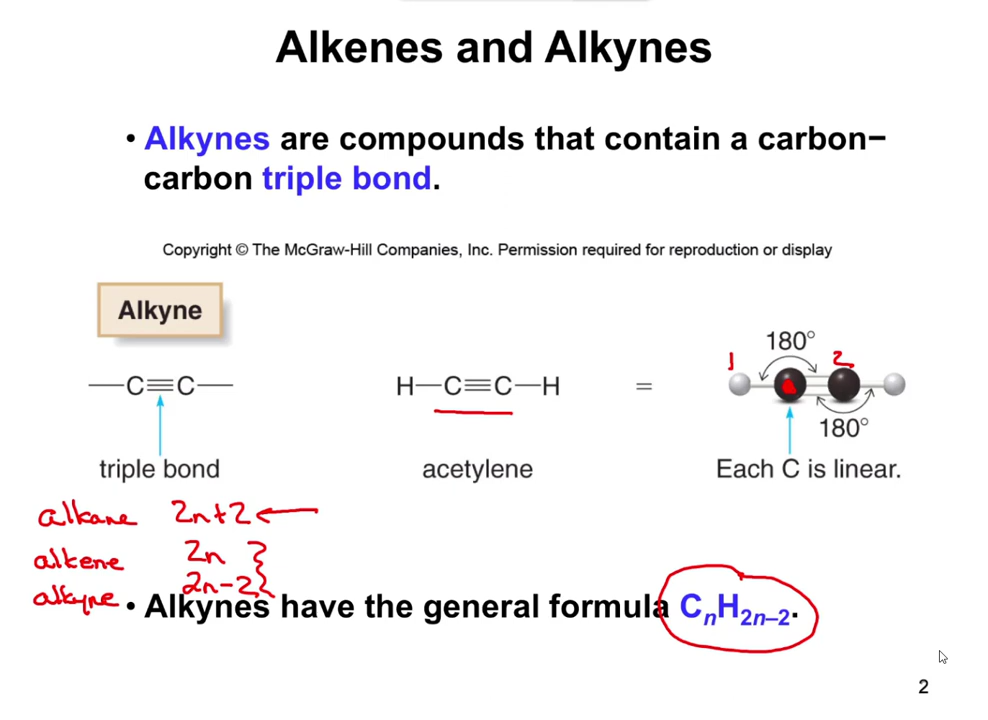 Alkenes and Alkynes
• Alkynes are compounds that contain a carbon–
carbon triple bond.
Copyright © The McGraw-Hill Companies, Inc. Permission required for reproduction or display
Alkyne
180°
1 2
—C≡C— H—C≡C—H =
180°
triple bond acetylene Each C is linear.
alkane 2n+2 ←
alkene 2n }
alkyne 2n-2
• Alkynes have the general formula CnH2n–2.
2